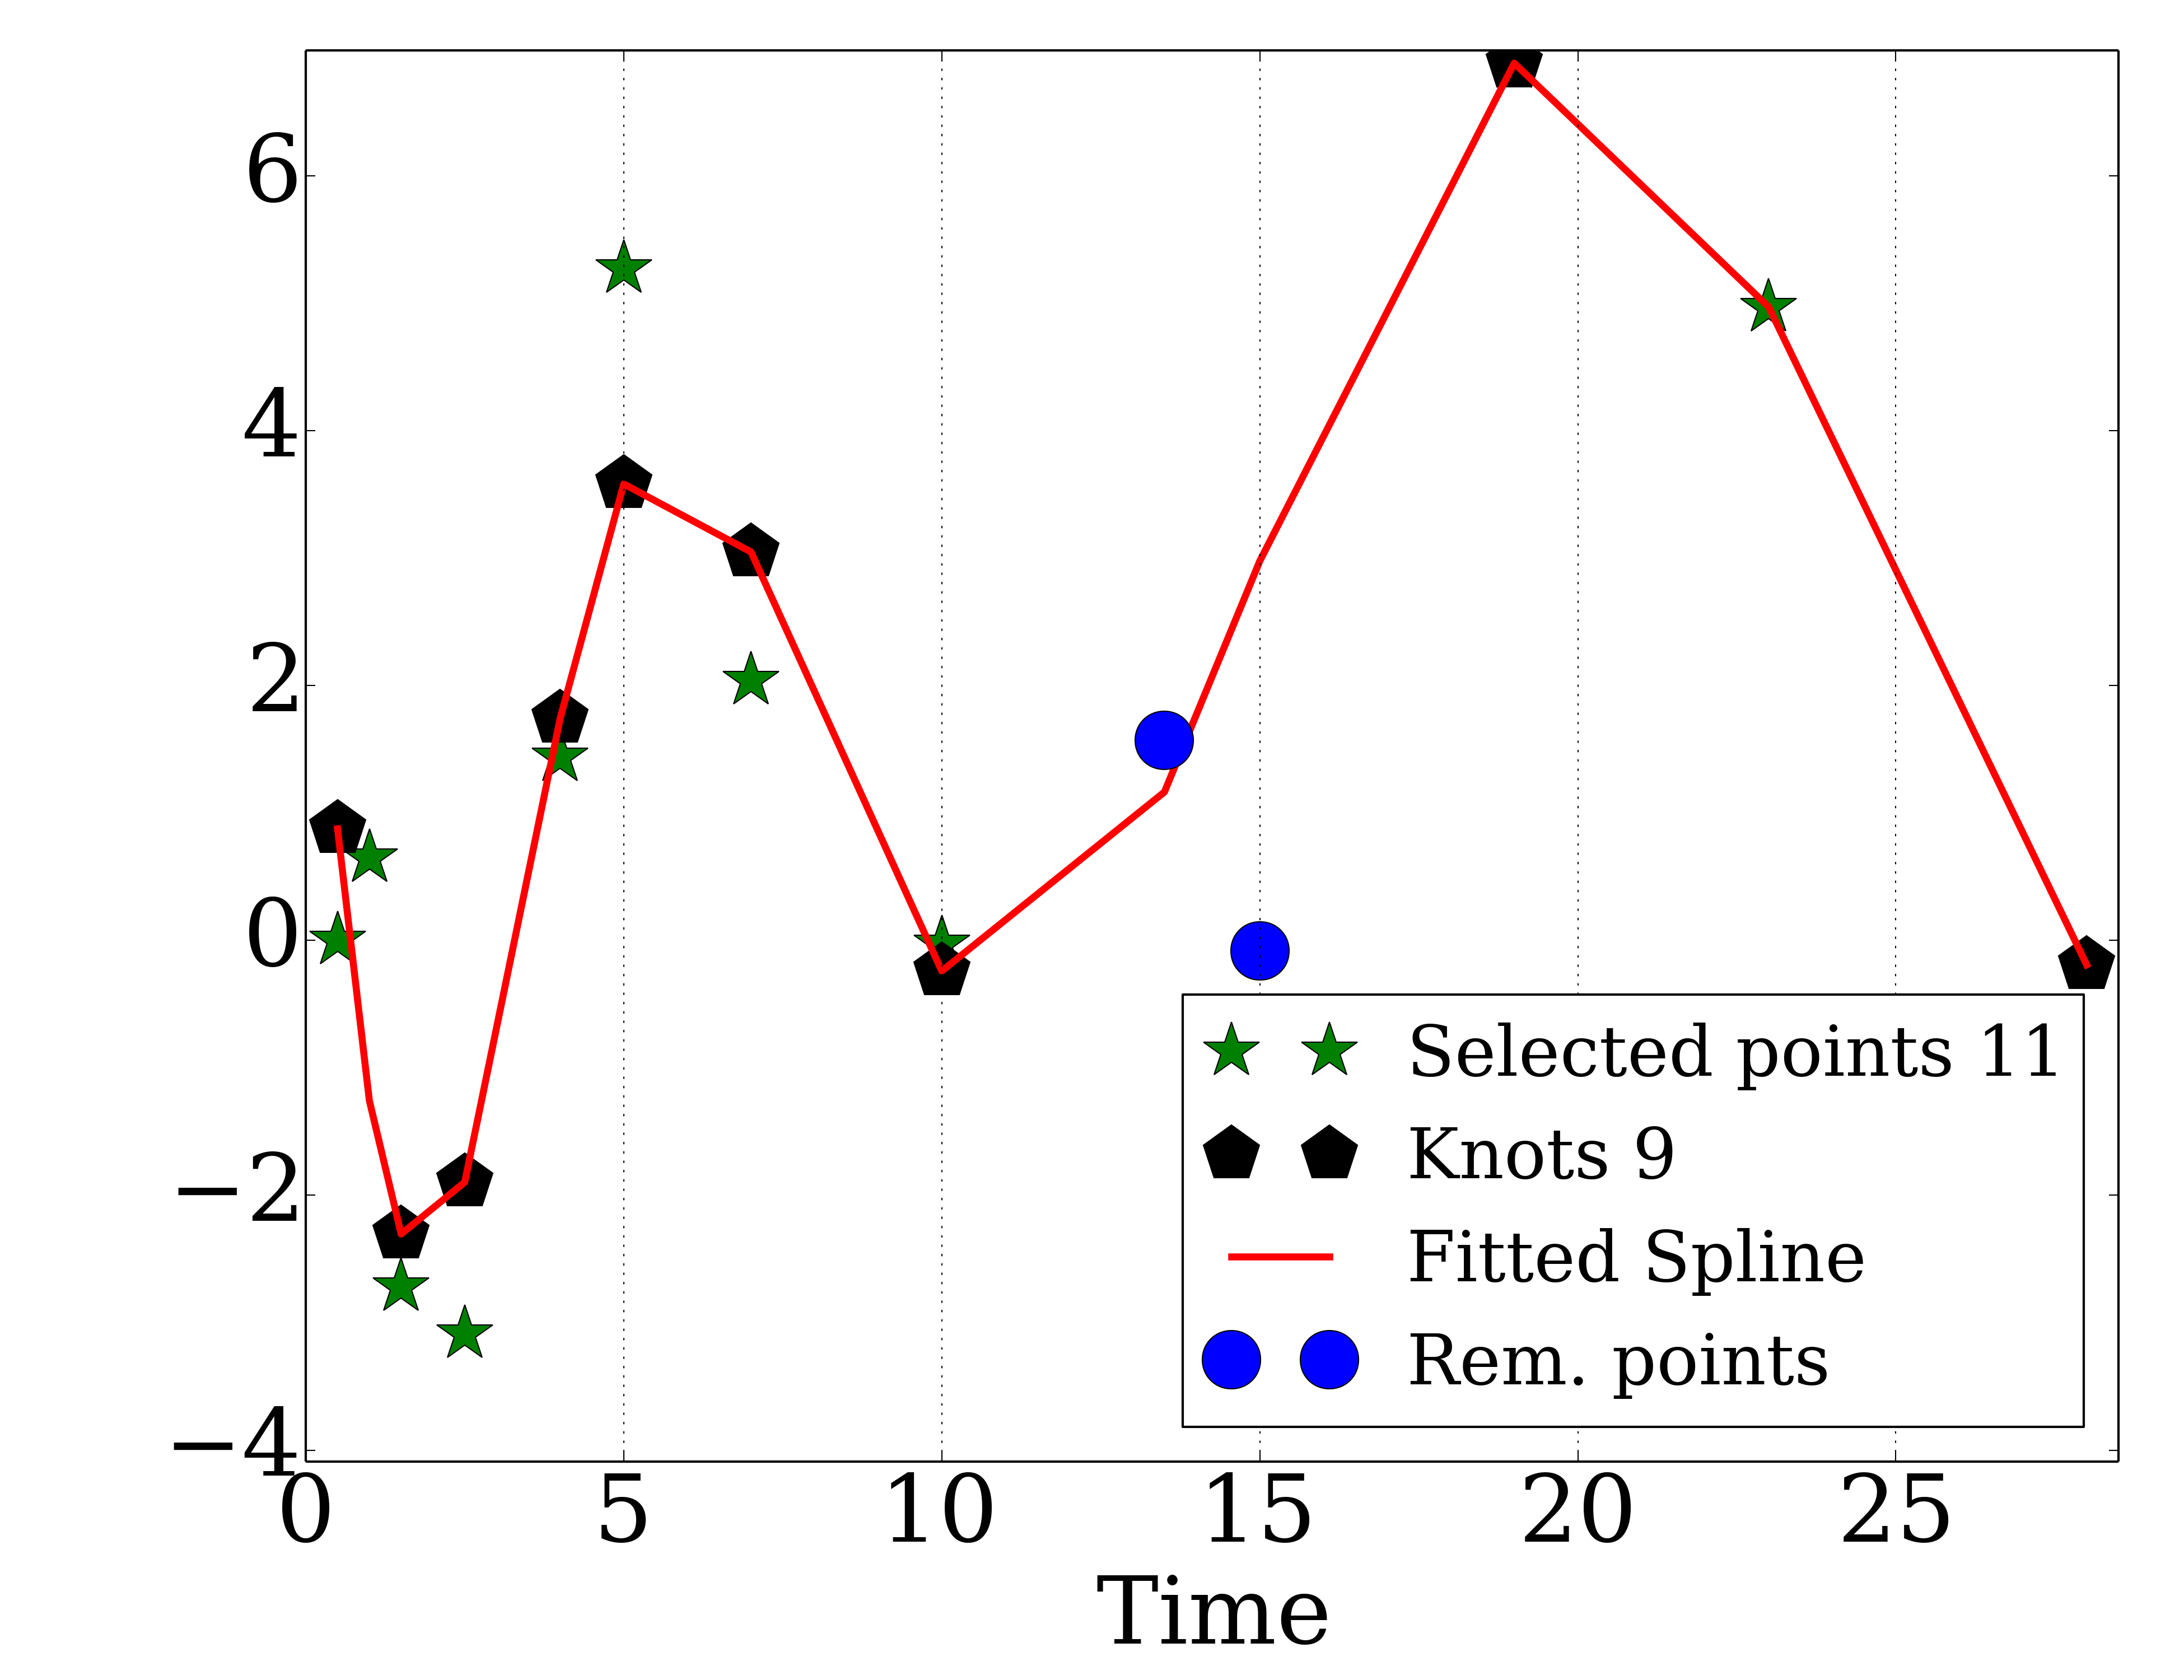 6
4
2
0
−2
−4
0 5 10 15 20 25
Time
Selected points 11
Knots 9
Fitted Spline
Rem. points